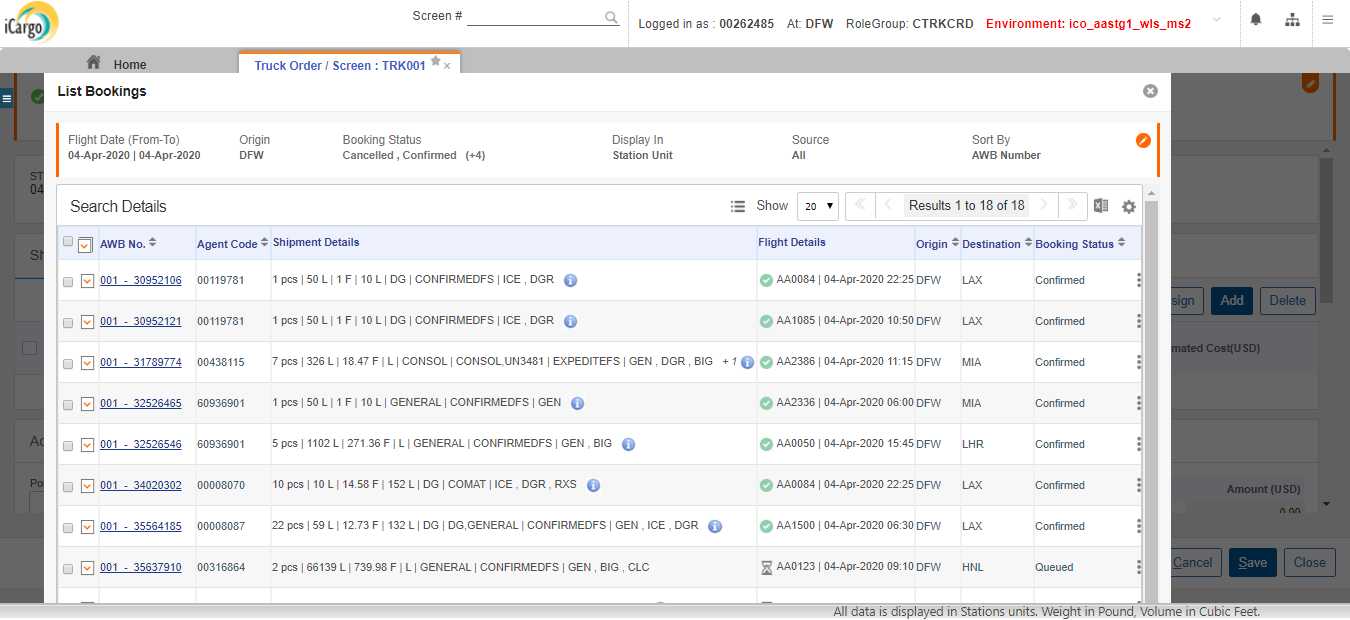 iCargo
Screen #
Logged in as : 00262485 At: DFW RoleGroup: CTRKCRD Environment: ico_aastg1_wls_ms2
Home
Truck Order / Screen : TRK001
List Bookings
Flight Date (From-To) Origin Booking Status Display In Source Sort By
04-Apr-2020 | 04-Apr-2020 DFW Cancelled , Confirmed (+4) Station Unit All AWB Number
Search Details Show 20 Results 1 to 18 of 18
AWB No. Agent Code Shipment Details Flight Details Origin Destination Booking Status
001 - 30952106 00119781 1 pcs | 50 L | 1 F | 10 L | DG | CONFIRMEDFS | ICE , DGR AA0084 | 04-Apr-2020 22:25 DFW LAX Confirmed
001 - 30952121 00119781 1 pcs | 50 L | 1 F | 10 L | DG | CONFIRMEDFS | ICE , DGR AA1085 | 04-Apr-2020 10:50 DFW LAX Confirmed
001 - 31789774 00438115 7 pcs | 326 L | 18.47 F | L | CONSOL | CONSOL,UN3481 | EXPEDITEFS | GEN , DGR , BIG + 1 AA2386 | 04-Apr-2020 11:15 DFW MIA Confirmed
001 - 32526465 60936901 1 pcs | 50 L | 1 F | 10 L | GENERAL | CONFIRMEDFS | GEN AA2336 | 04-Apr-2020 06:00 DFW MIA Confirmed
001 - 32526546 60936901 5 pcs | 1102 L | 271.36 F | L | GENERAL | CONFIRMEDFS | GEN , BIG AA0050 | 04-Apr-2020 15:45 DFW LHR Confirmed
001 - 34020302 00008070 10 pcs | 10 L | 14.58 F | 152 L | DG | COMAT | ICE , DGR , RXS AA0084 | 04-Apr-2020 22:25 DFW LAX Confirmed
001 - 35564185 00008087 22 pcs | 59 L | 12.73 F | 132 L | DG | DG,GENERAL | CONFIRMEDFS | GEN , ICE , DGR AA1500 | 04-Apr-2020 06:30 DFW LAX Confirmed
001 - 35637910 00316864 2 pcs | 66139 L | 739.98 F | L | GENERAL | CONFIRMEDFS | GEN , BIG , CLC AA0123 | 04-Apr-2020 09:10 DFW HNL Queued
ST
04
Sh
sign Add Delete
mated Cost(USD)
Ac
Po
Amount (USD)
0.00
Cancel Save Close
All data is displayed in Stations units. Weight in Pound, Volume in Cubic Feet.